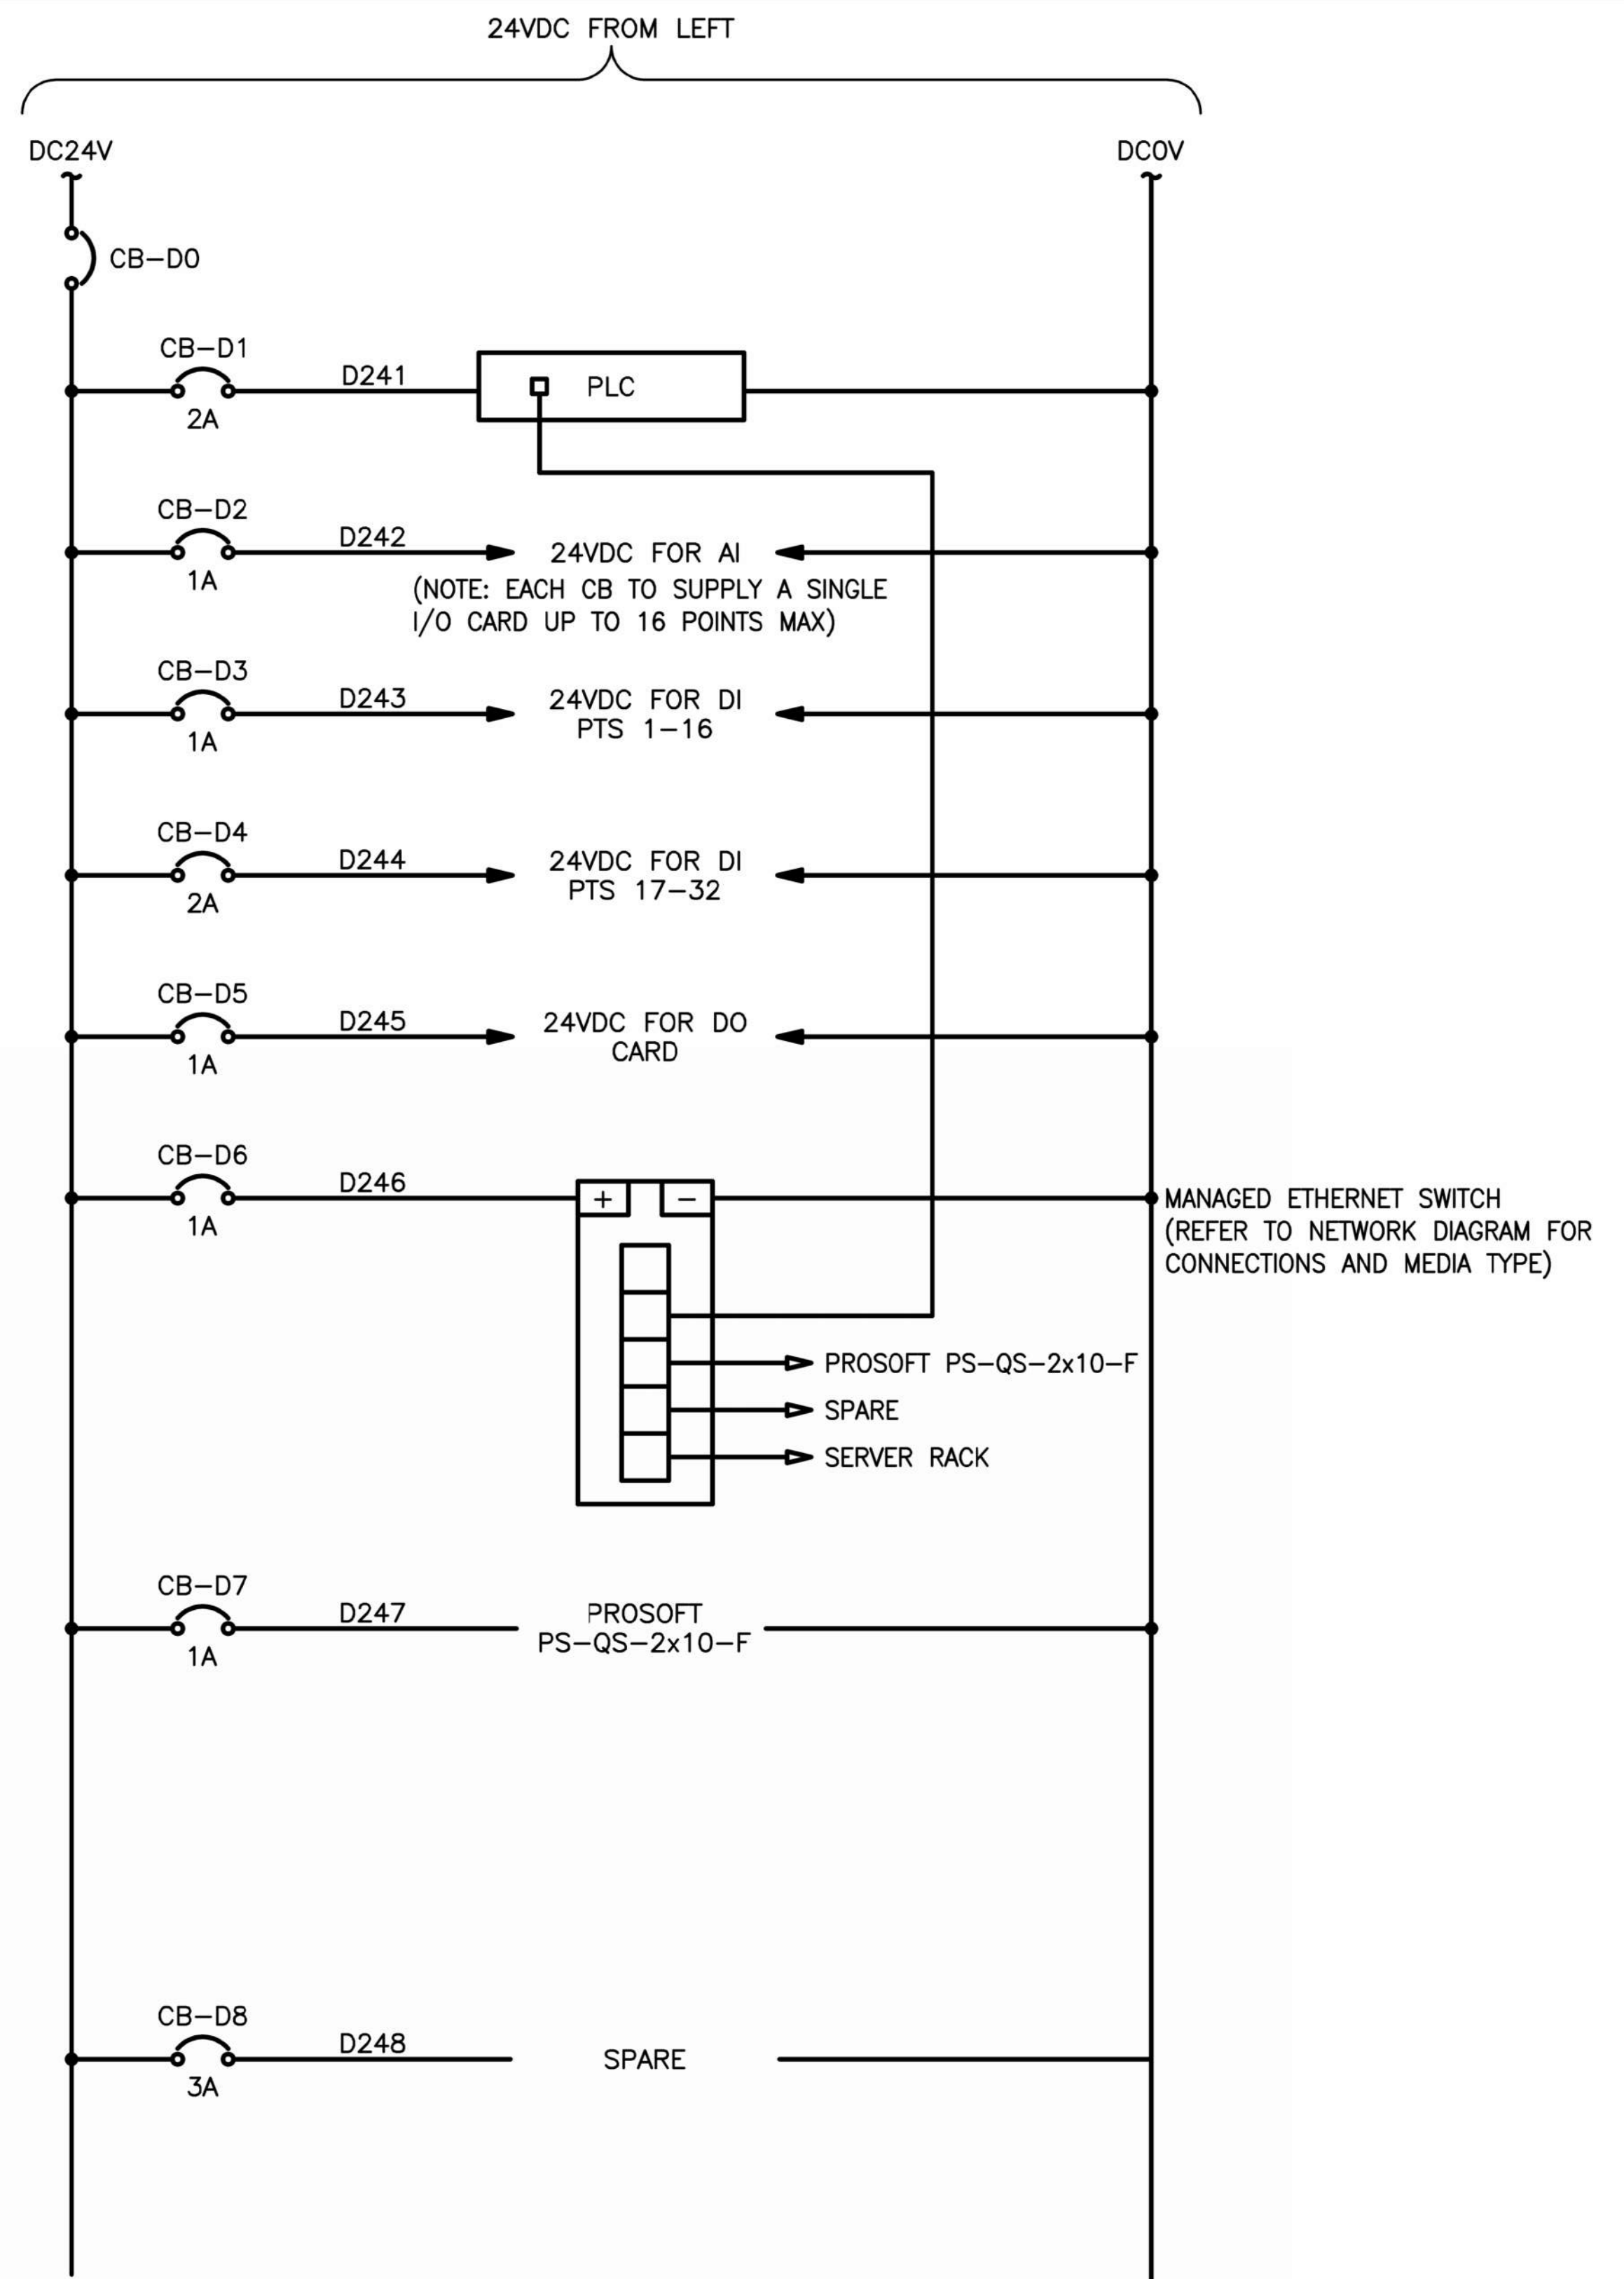 24VDC FROM LEFT
DC24V
DC0V
CB-D0
CB-D1
D241
2A
PLC
CB-D2
D242
1A
24VDC FOR AI
(NOTE: EACH CB TO SUPPLY A SINGLE
I/O CARD UP TO 16 POINTS MAX)
CB-D3
D243
1A
24VDC FOR DI
PTS 1-16
CB-D4
D244
2A
24VDC FOR DI
PTS 17-32
CB-D5
D245
1A
24VDC FOR DO
CARD
CB-D6
D246
1A
+
-
MANAGED ETHERNET SWITCH
(REFER TO NETWORK DIAGRAM FOR
CONNECTIONS AND MEDIA TYPE)
PROSOFT PS-QS-2x10-F
SPARE
SERVER RACK
CB-D7
D247
1A
PROSOFT
PS-QS-2x10-F
CB-D8
D248
3A
SPARE